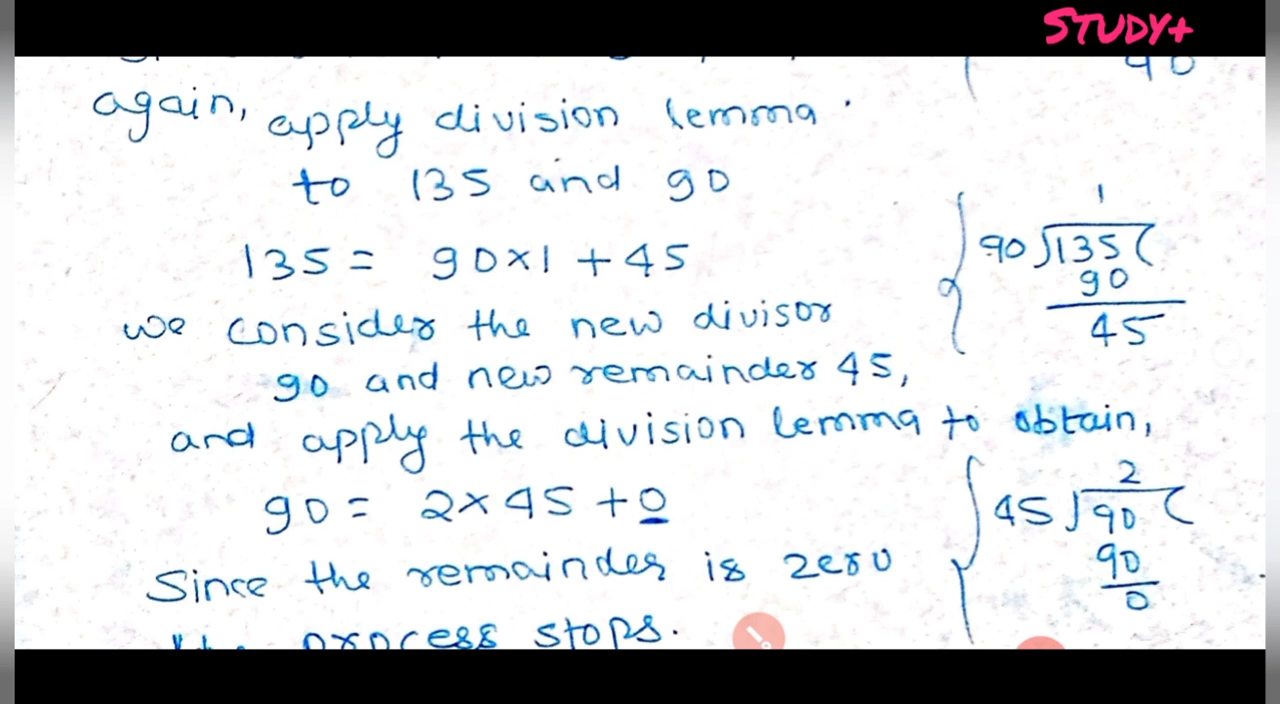 STUDY+
90
again, apply division lemma
to 135 and 90
135 = 90×1 + 45
1
90 135
90
45
we consider the new divisor
90 and new remainder 45,
and apply the division lemma to obtain,
90 = 2×45 + 0
2
45 90
90
0
Since the remainder is zero
the process stops.